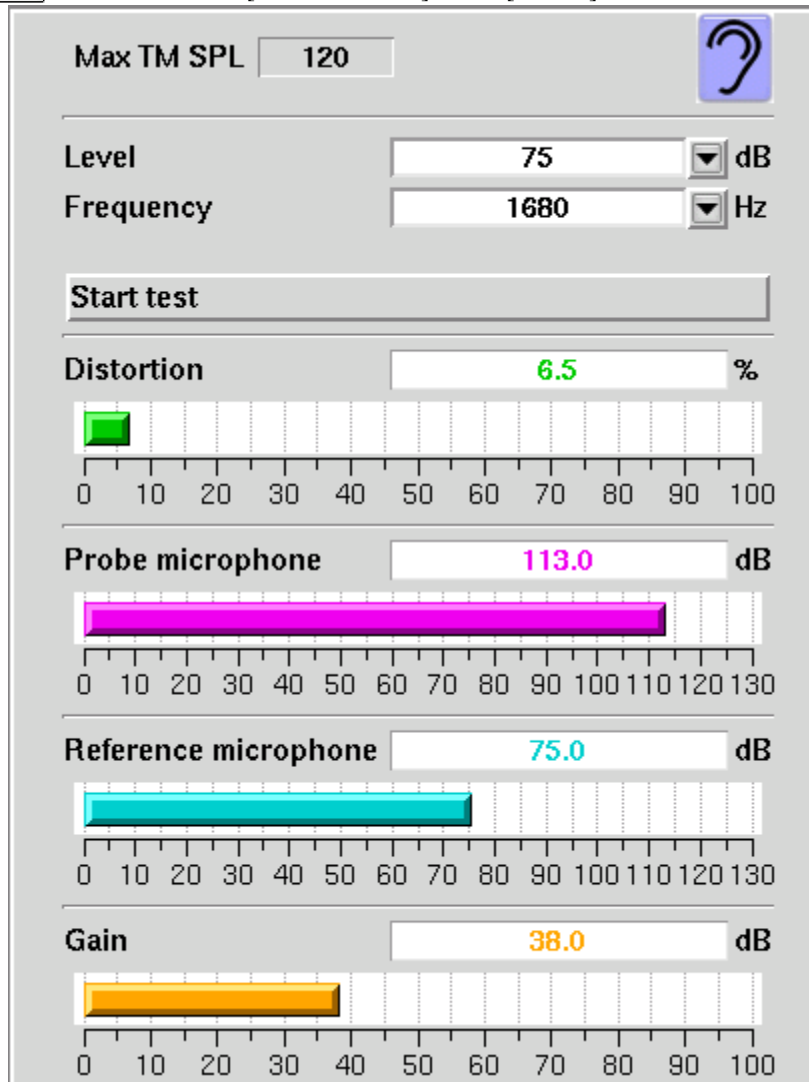 Max TM SPL 120
Level 75 dB
Frequency 1680 Hz
Start test
Distortion 6.5 %
0 10 20 30 40 50 60 70 80 90 100
Probe microphone 113.0 dB
0 10 20 30 40 50 60 70 80 90 100 110 120 130
Reference microphone 75.0 dB
0 10 20 30 40 50 60 70 80 90 100 110 120 130
Gain 38.0 dB
0 10 20 30 40 50 60 70 80 90 100